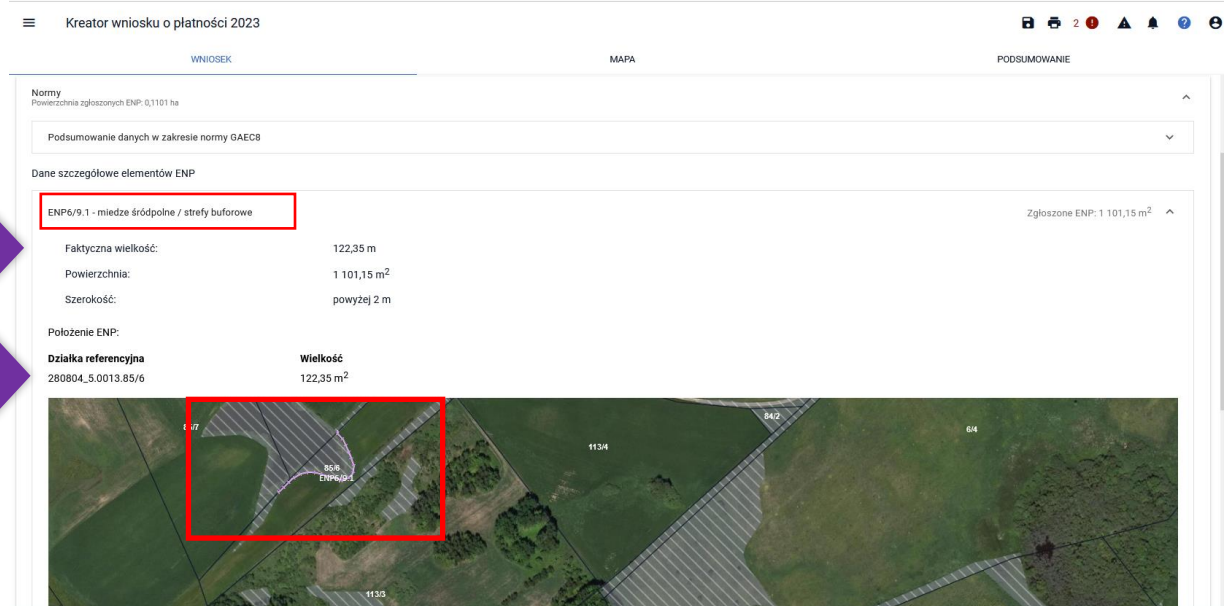 Kreator wniosku o płatności 2023
2
WNIOSEK MAPA PODSUMOWANIE
Normy
Powierzchnia zgłoszonych ENP: 0,1101 ha
Podsumowanie danych w zakresie normy GAEC8
Dane szczegółowe elementów ENP
ENP6/9.1 - miedze śródpolne / strefy buforowe Zgłoszone ENP: 1 101,15 m²
Faktyczna wielkość: 122,35 m
Powierzchnia: 1 101,15 m²
Szerokość: powyżej 2 m
Położenie ENP:
Działka referencyjna Wielkość
280804_5.0013.85/6 122,35 m²
84/2
6/4
113/4
85/6
ENP6/9.1
113/3